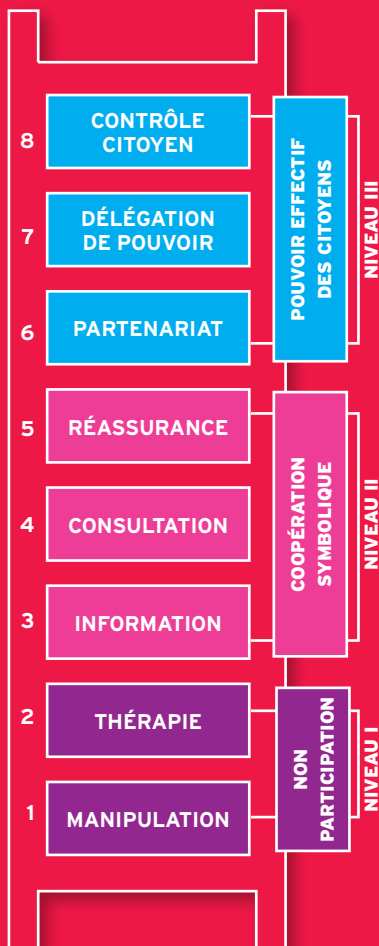 8
CONTRÔLE
CITOYEN
7
DÉLÉGATION
DE POUVOIR
6
PARTENARIAT
POUVOIR EFFECTIF
DES CITOYENS
NIVEAU III
5
RÉASSURANCE
4
CONSULTATION
3
INFORMATION
COOPÉRATION
SYMBOLIQUE
NIVEAU II
2
THÉRAPIE
1
MANIPULATION
NON
PARTICIPATION
NIVEAU I